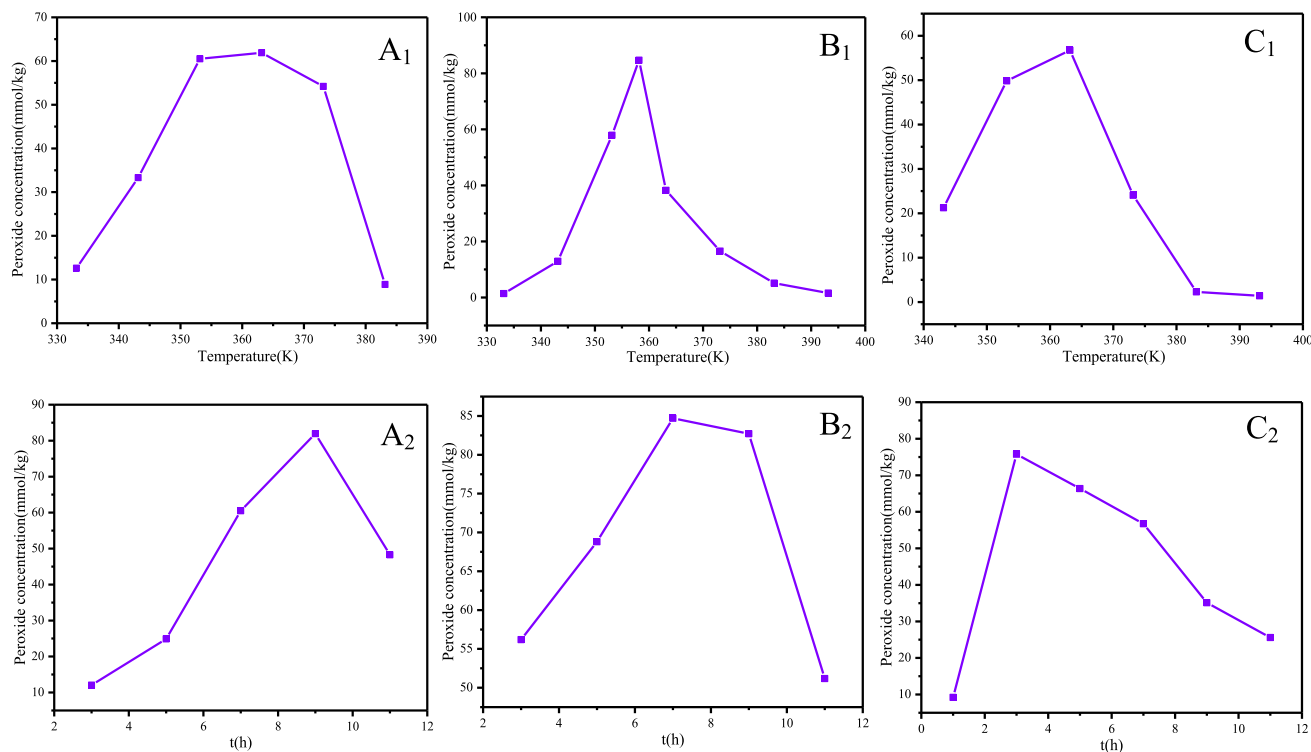 A1
Peroxide concentration(mmol/kg)
70
60
50
40
30
20
10
0
330 340 350 360 370 380 390
Temperature(K)
B1
Peroxide concentration(mmol/kg)
100
80
60
40
20
0
330 340 350 360 370 380 390 400
Temperature(K)
C1
Peroxide concentration(mmol/kg)
60
50
40
30
20
10
0
340 350 360 370 380 390 400
Temperature(K)
A2
Peroxide concentration(mmol/kg)
90
80
70
60
50
40
30
20
10
2 4 6 8 10 12
t(h)
B2
Peroxide concentration(mmol/kg)
85
80
75
70
65
60
55
50
2 4 6 8 10 12
t(h)
C2
Peroxide concentration(mmol/kg)
90
80
70
60
50
40
30
20
10
0 2 4 6 8 10 12
t(h)